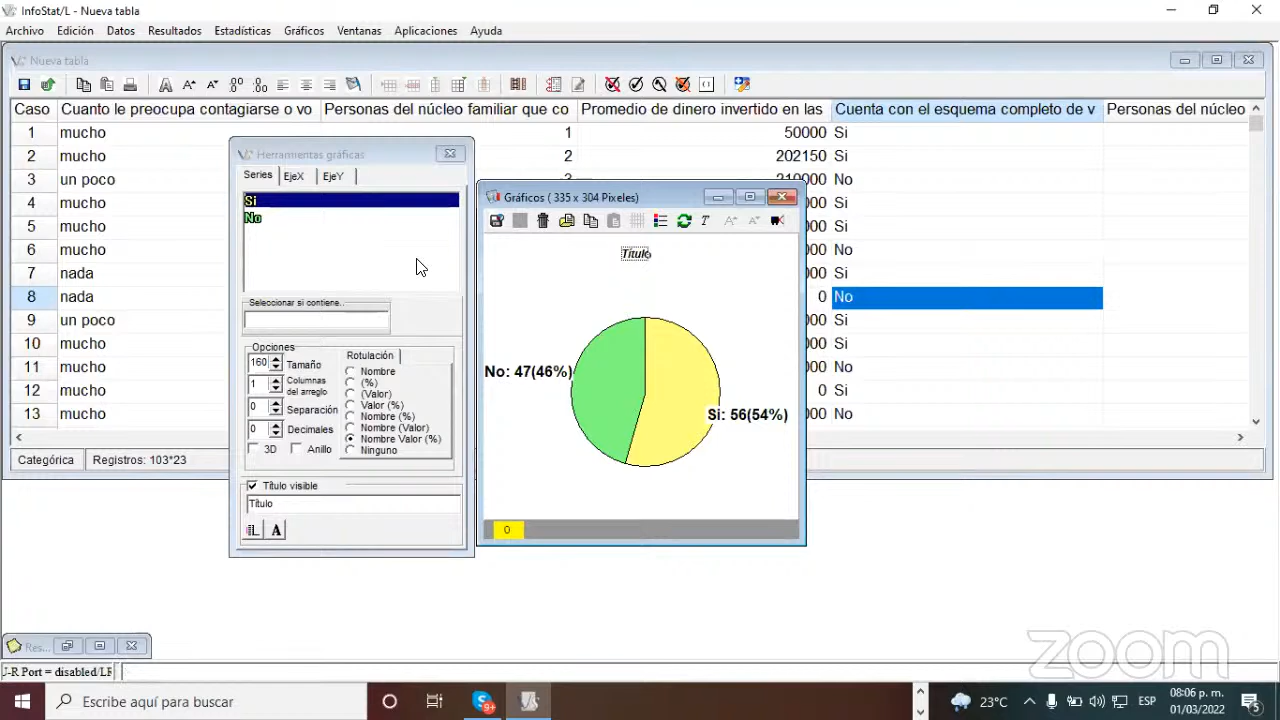 InfoStat/L - Nueva tabla
Archivo Edición Datos Resultados Estadísticas Gráficos Ventanas Aplicaciones Ayuda
Nueva tabla
Caso Cuanto le preocupa contagiarse o vo Personas del núcleo familiar que co Promedio de dinero invertido en las Cuenta con el esquema completo de v Personas del núcleo
1 mucho 1 50000 Si
2 mucho 2 202150 Si
3 un poco No
4 mucho Si
5 mucho Si
6 mucho No
7 nada Si
8 nada 0 No
9 un poco Si
10 mucho Si
11 mucho No
12 mucho 0 Si
13 mucho No
Categórica Registros: 103*23
Herramientas gráficas
Series EjeX EjeY
Si
No
Seleccionar si contiene..
Opciones
160 Tamaño
1 Columnas del arreglo
0 Separación
0 Decimales
3D Anillo
Rotulación
Nombre
(%)
(Valor)
Valor (%)
Nombre (%)
Nombre (Valor)
Nombre Valor (%)
Ninguno
Título visible
Título
A
Gráficos ( 335 x 304 Pixeles)
Título
No: 47(46%)
Si: 56(54%)
0
Res...
zoom
J-R Port = disabled/LF
Escribe aquí para buscar
9+
23°C
ESP
08:06 p. m.
01/03/2022
5